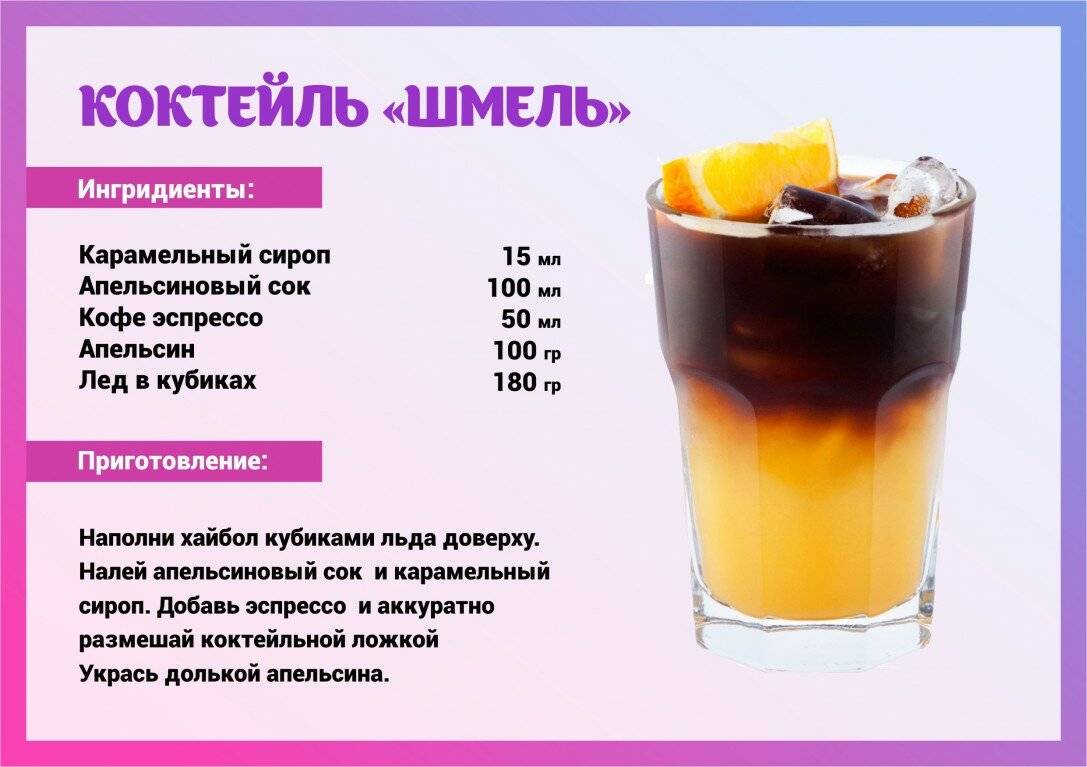 КОКТЕЙЛЬ «ШМЕЛЬ»
Ингридиенты:
Карамельный сироп 15 мл
Апельсиновый сок 100 мл
Кофе эспрессо 50 мл
Апельсин 100 гр
Лед в кубиках 180 гр
Приготовление:
Наполни хайбол кубиками льда доверху.
Налей апельсиновый сок и карамельный
сироп. Добавь эспрессо и аккуратно
размешай коктейльной ложкой
Укрась долькой апельсина.